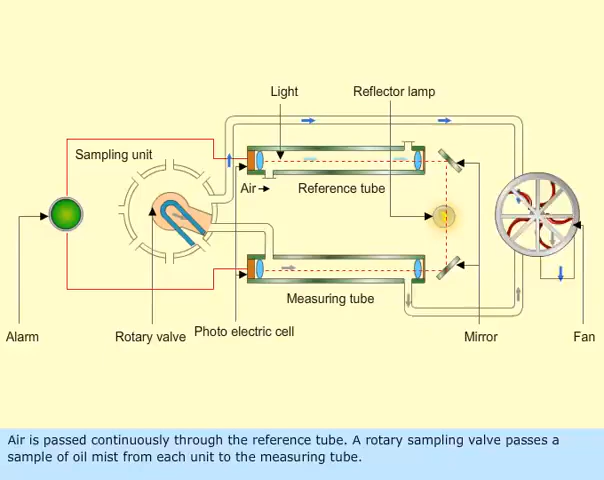 Light
Reflector lamp
Sampling unit
Air
Reference tube
Measuring tube
Alarm
Rotary valve
Photo electric cell
Mirror
Fan
Air is passed continuously through the reference tube. A rotary sampling valve passes a
sample of oil mist from each unit to the measuring tube.